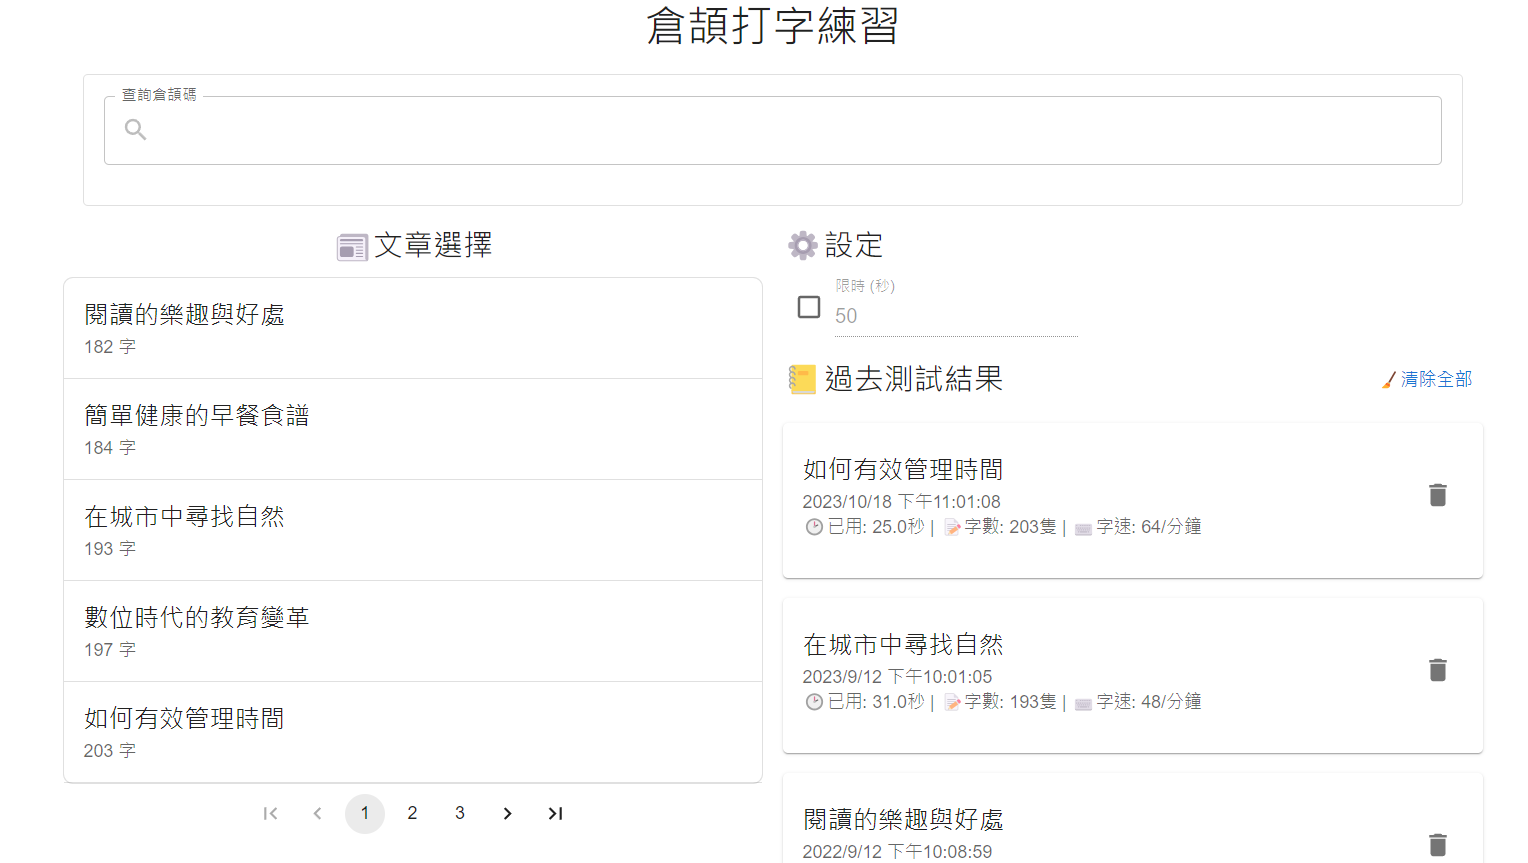 倉頡打字練習
查詢倉頡碼
文章選擇
閱讀的樂趣與好處
182 字
簡單健康的早餐食譜
184 字
在城市中尋找自然
193 字
數位時代的教育變革
197 字
如何有效管理時間
203 字
1 2 3
設定
限時 (秒)
50
過去測試結果
清除全部
如何有效管理時間
2023/10/18 下午11:01:08
已用: 25.0秒 | 字數: 203隻 | 字速: 64/分鐘
在城市中尋找自然
2023/9/12 下午10:01:05
已用: 31.0秒 | 字數: 193隻 | 字速: 48/分鐘
閱讀的樂趣與好處
2022/9/12 下午10:08:59